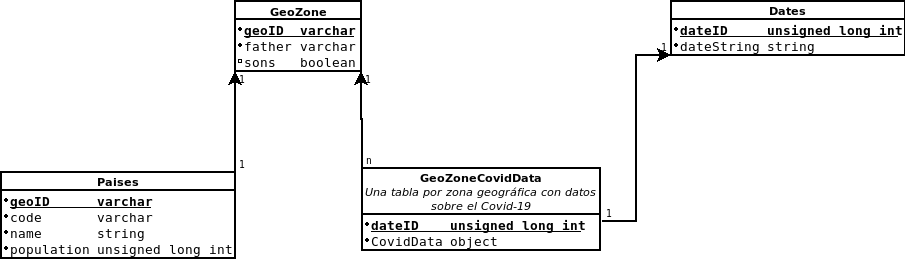 GeoZone
geoID varchar
father varchar
sons boolean
1
1
Dates
dateID unsigned long int
dateString string
1
1
n
Paises
geoID varchar
code varchar
name string
population unsigned long int
GeoZoneCovidData
Una tabla por zona geográfica con datos
sobre el Covid-19
dateID unsigned long int
CovidData object
1